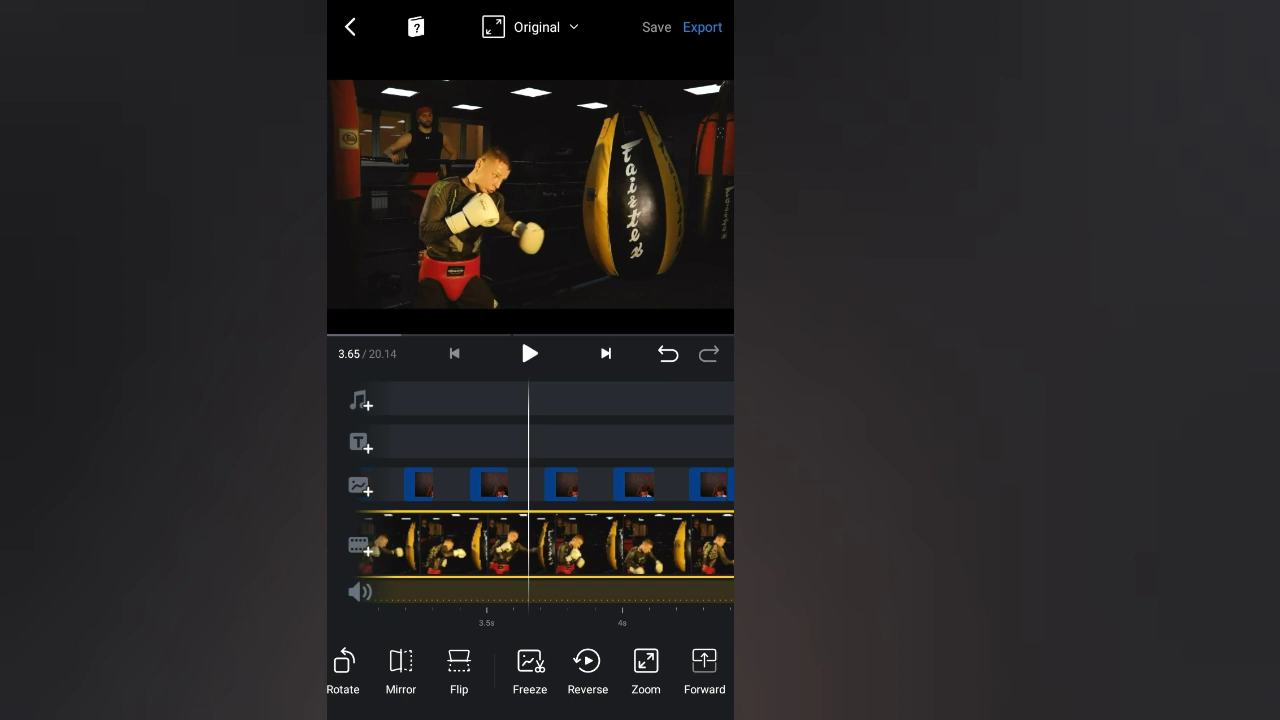 Original
Save
Export
Fairtex
3.65 / 20.14
3.5s
4s
Rotate
Mirror
Flip
Freeze
Reverse
Zoom
Forward